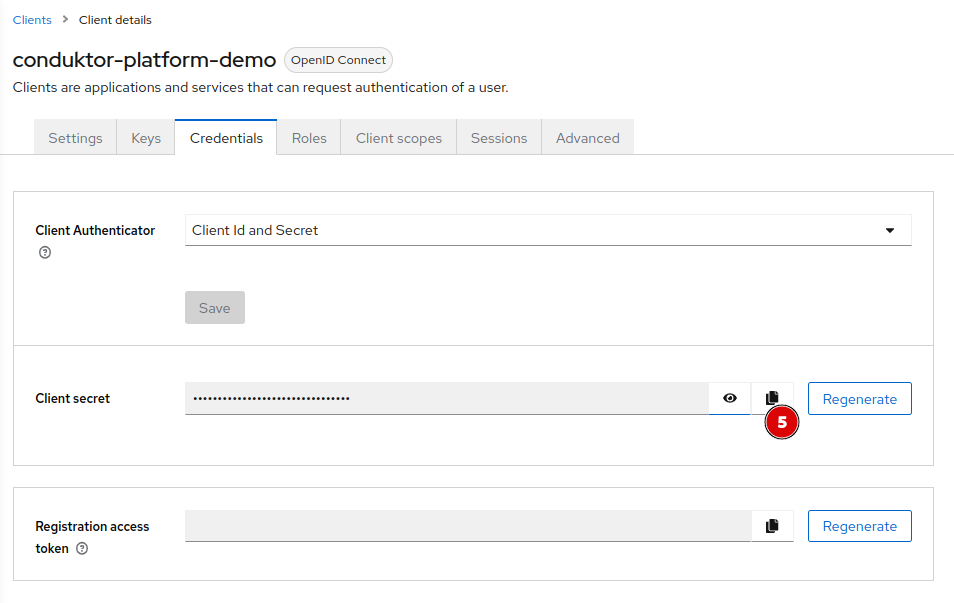 Clients > Client details
conduktor-platform-demo OpenID Connect
Clients are applications and services that can request authentication of a user.
Settings Keys Credentials Roles Client scopes Sessions Advanced
Client Authenticator Client Id and Secret
Save
Client secret •••••••••••••••••••••••••••••••• Regenerate
5
Registration access
token
Regenerate